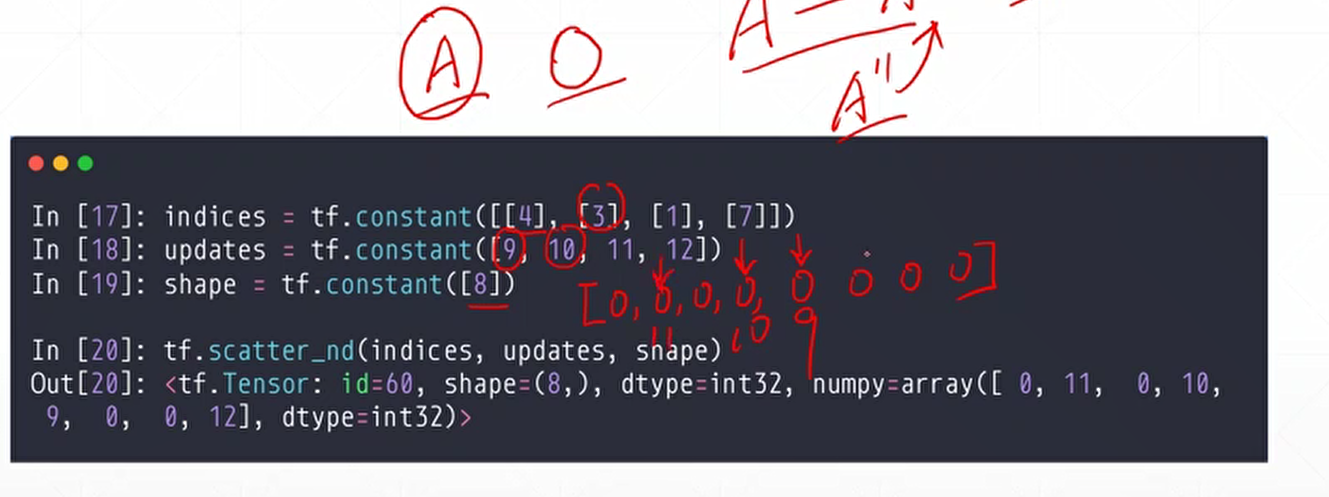 A O A
A"
In [17]: indices = tf.constant([[4], [3], [1], [7]])
In [18]: updates = tf.constant([9, 10, 11, 12])
In [19]: shape = tf.constant([8])
[0, 0, 0, 0, 0 0 0 0]
11 10 9
In [20]: tf.scatter_nd(indices, updates, shape)
Out[20]: <tf.Tensor: id=60, shape=(8,), dtype=int32, numpy=array([ 0, 11,  0, 10,
9,  0,  0, 12], dtype=int32)>